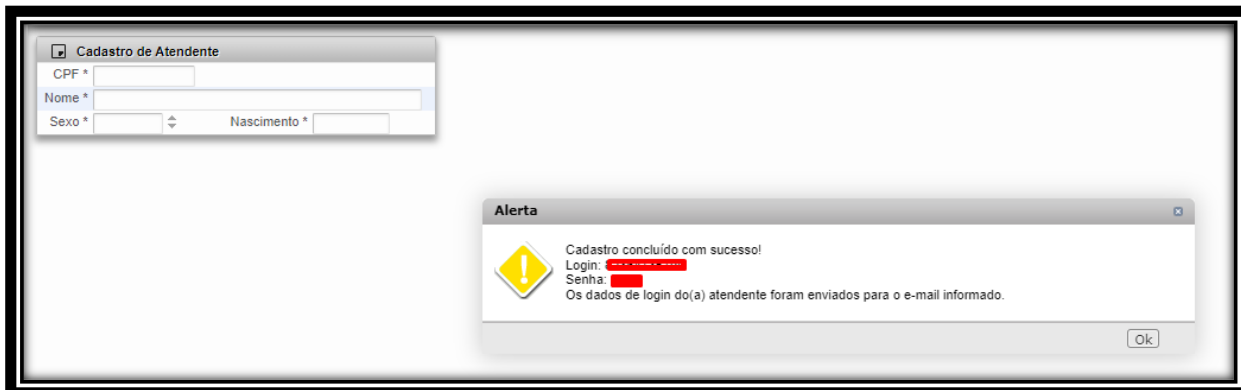 Cadastro de Atendente
CPF *
Nome *
Sexo * Nascimento *
Alerta
Cadastro concluído com sucesso!
Login:
Senha:
Os dados de login do(a) atendente foram enviados para o e-mail informado.
Ok